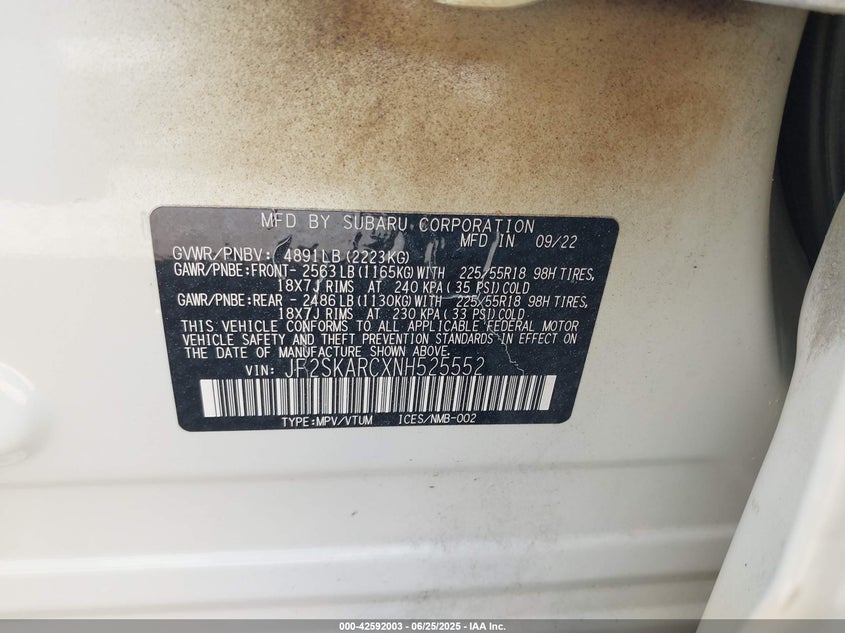 MFD BY SUBARU CORPORATION
MFD IN 09/22
GVWR/PNBV: 4891LB (2223KG)
GAWR/PNBE:FRONT- 2563LB (1165KG)WITH 225/55R18 98H TIRES,
18X7J RIMS AT 240 KPA( 35 PSI)COLD
GAWR/PNBE:REAR - 2486LB (1130KG)WITH 225/55R18 98H TIRES,
18X7J RIMS AT 230 KPA( 33 PSI)COLD.
THIS VEHICLE CONFORMS TO ALL APPLICABLE FEDERAL MOTOR
VEHICLE SAFETY AND THEFT PREVENTION STANDARDS IN EFFECT ON
THE DATE OF MANUFACTURE SHOWN ABOVE.
VIN: JF2SKARCXNH525552
TYPE:MPV/VTUM ICES/NMB-002
000-42592003 - 06/25/2025 - IAA Inc.